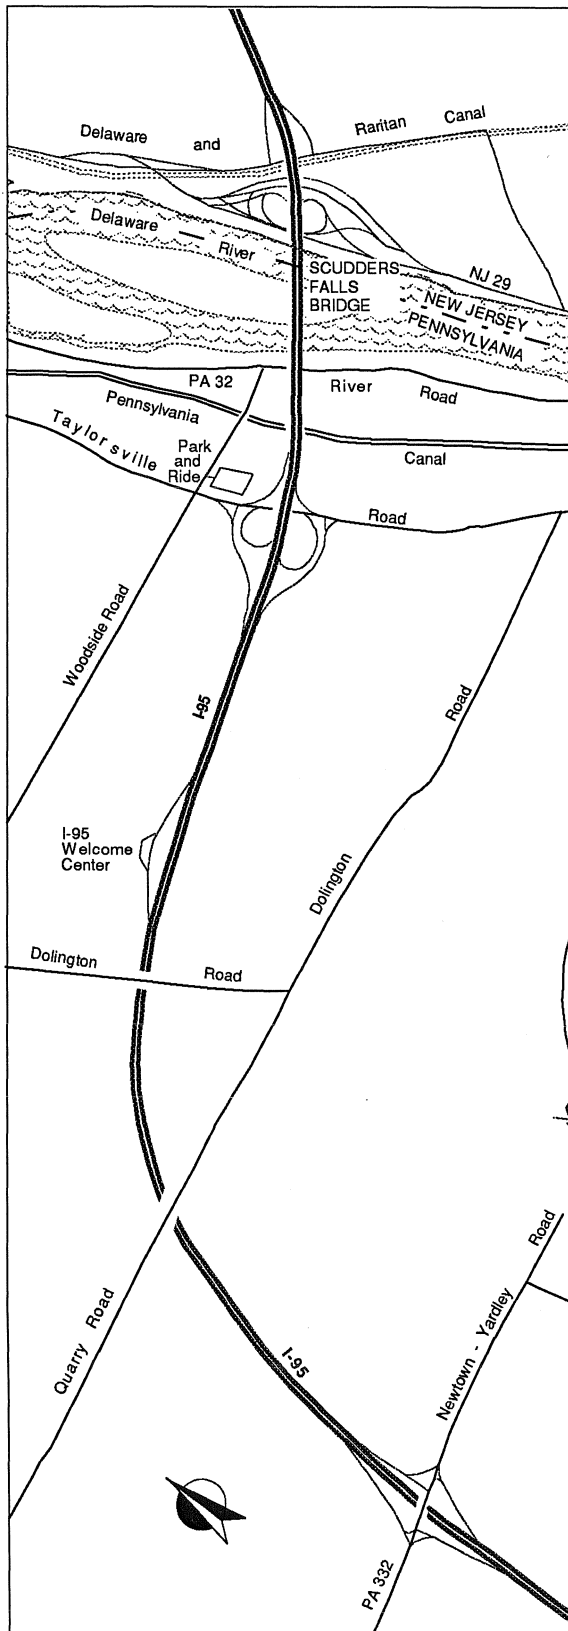 Delaware and Raritan Canal
Delaware River
NJ 29
SCUDDERS
FALLS
BRIDGE
NEW JERSEY
PENNSYLVANIA
PA 32 River Road
Pennsylvania Canal
Taylorsville Road
Park
and
Ride
Woodside Road
I-95
Dolington Road
I-95
Welcome
Center
Dolington Road
Quarry Road
I-95
Newtown - Yardley Road
PA 332